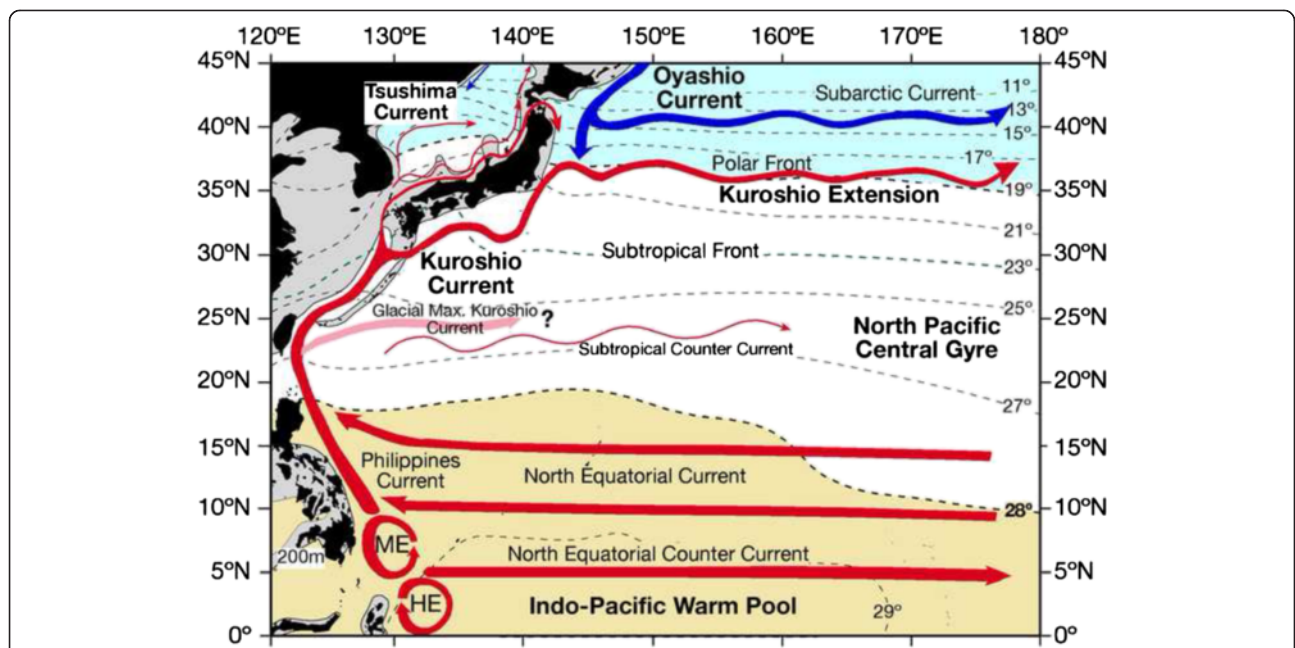 120ºE 130ºE 140ºE 150ºE 160ºE 170ºE 180º
45ºN 45ºN
Tsushima
Current
Oyashio
Current
Subarctic Current
11º
13º
40ºN 40ºN
15º
Polar Front
17º
35ºN 35ºN
Kuroshio Extension
19º
21º
30ºN 30ºN
Subtropical Front
23º
Kuroshio
Current
25º
25ºN 25ºN
Glacial Max. Kuroshio
Current
?
North Pacific
Central Gyre
Subtropical Counter Current
20ºN 20ºN
27º
15ºN 15ºN
Philippines
Current
North Equatorial Current
10ºN 10ºN
28º
ME
200m
North Equatorial Counter Current
5ºN 5ºN
HE
Indo-Pacific Warm Pool
29º
0º 0º